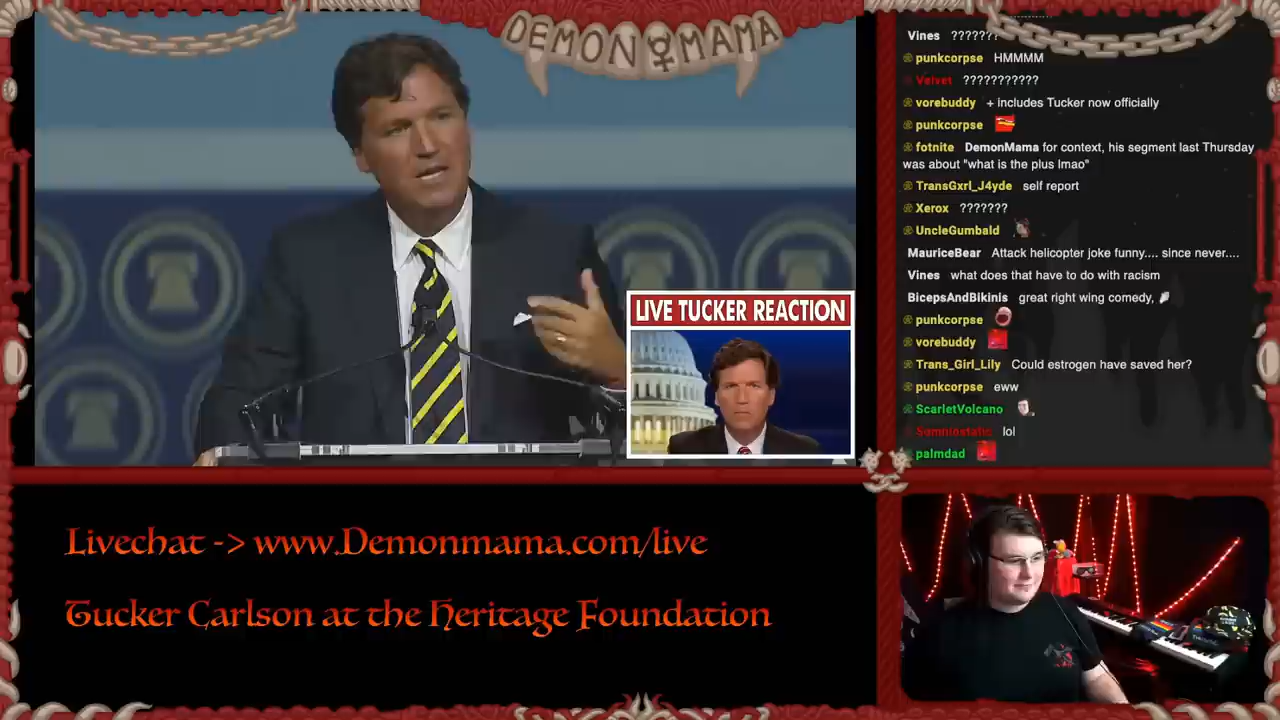 DEMON MAMA
LIVE TUCKER REACTION
Vines ???????
punkcorpse HMMMM
Velvet ???????????
vorebuddy + includes Tucker now officially
punkcorpse
fotnite DemonMama for context, his segment last Thursday
was about "what is the plus lmao"
TransGxrl_J4yde self report
Xerox ???????
UncleGumbald
MauriceBear Attack helicopter joke funny.... since never....
Vines what does that have to do with racism
BicepsAndBikinis great right wing comedy,
punkcorpse
vorebuddy
Trans_Girl_Lily Could estrogen have saved her?
punkcorpse eww
ScarletVolcano
Somniostatic lol
palmdad
Livechat -> www.Demonmama.com/live
Tucker Carlson at the Heritage Foundation